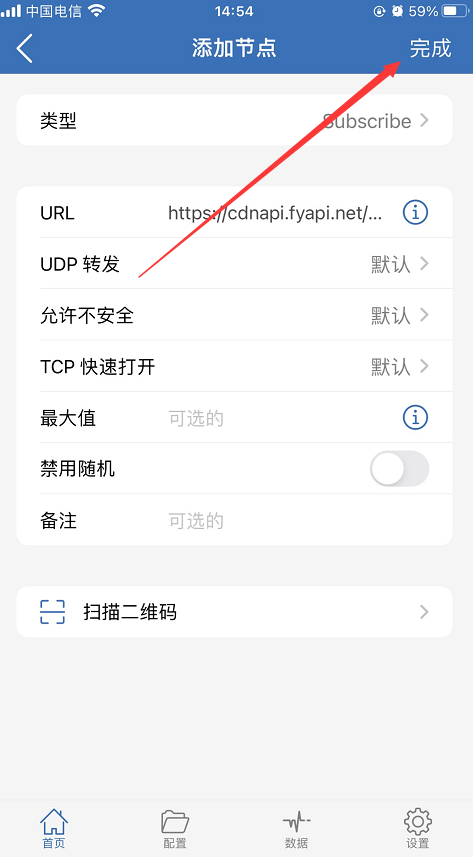 中国电信 14:54 59%
添加节点 完成
类型 Subscribe
URL https://cdnapi.fyapi.net/...
UDP 转发 默认
允许不安全 默认
TCP 快速打开 默认
最大值 可选的
禁用随机
备注 可选的
扫描二维码
首页 配置 数据 设置